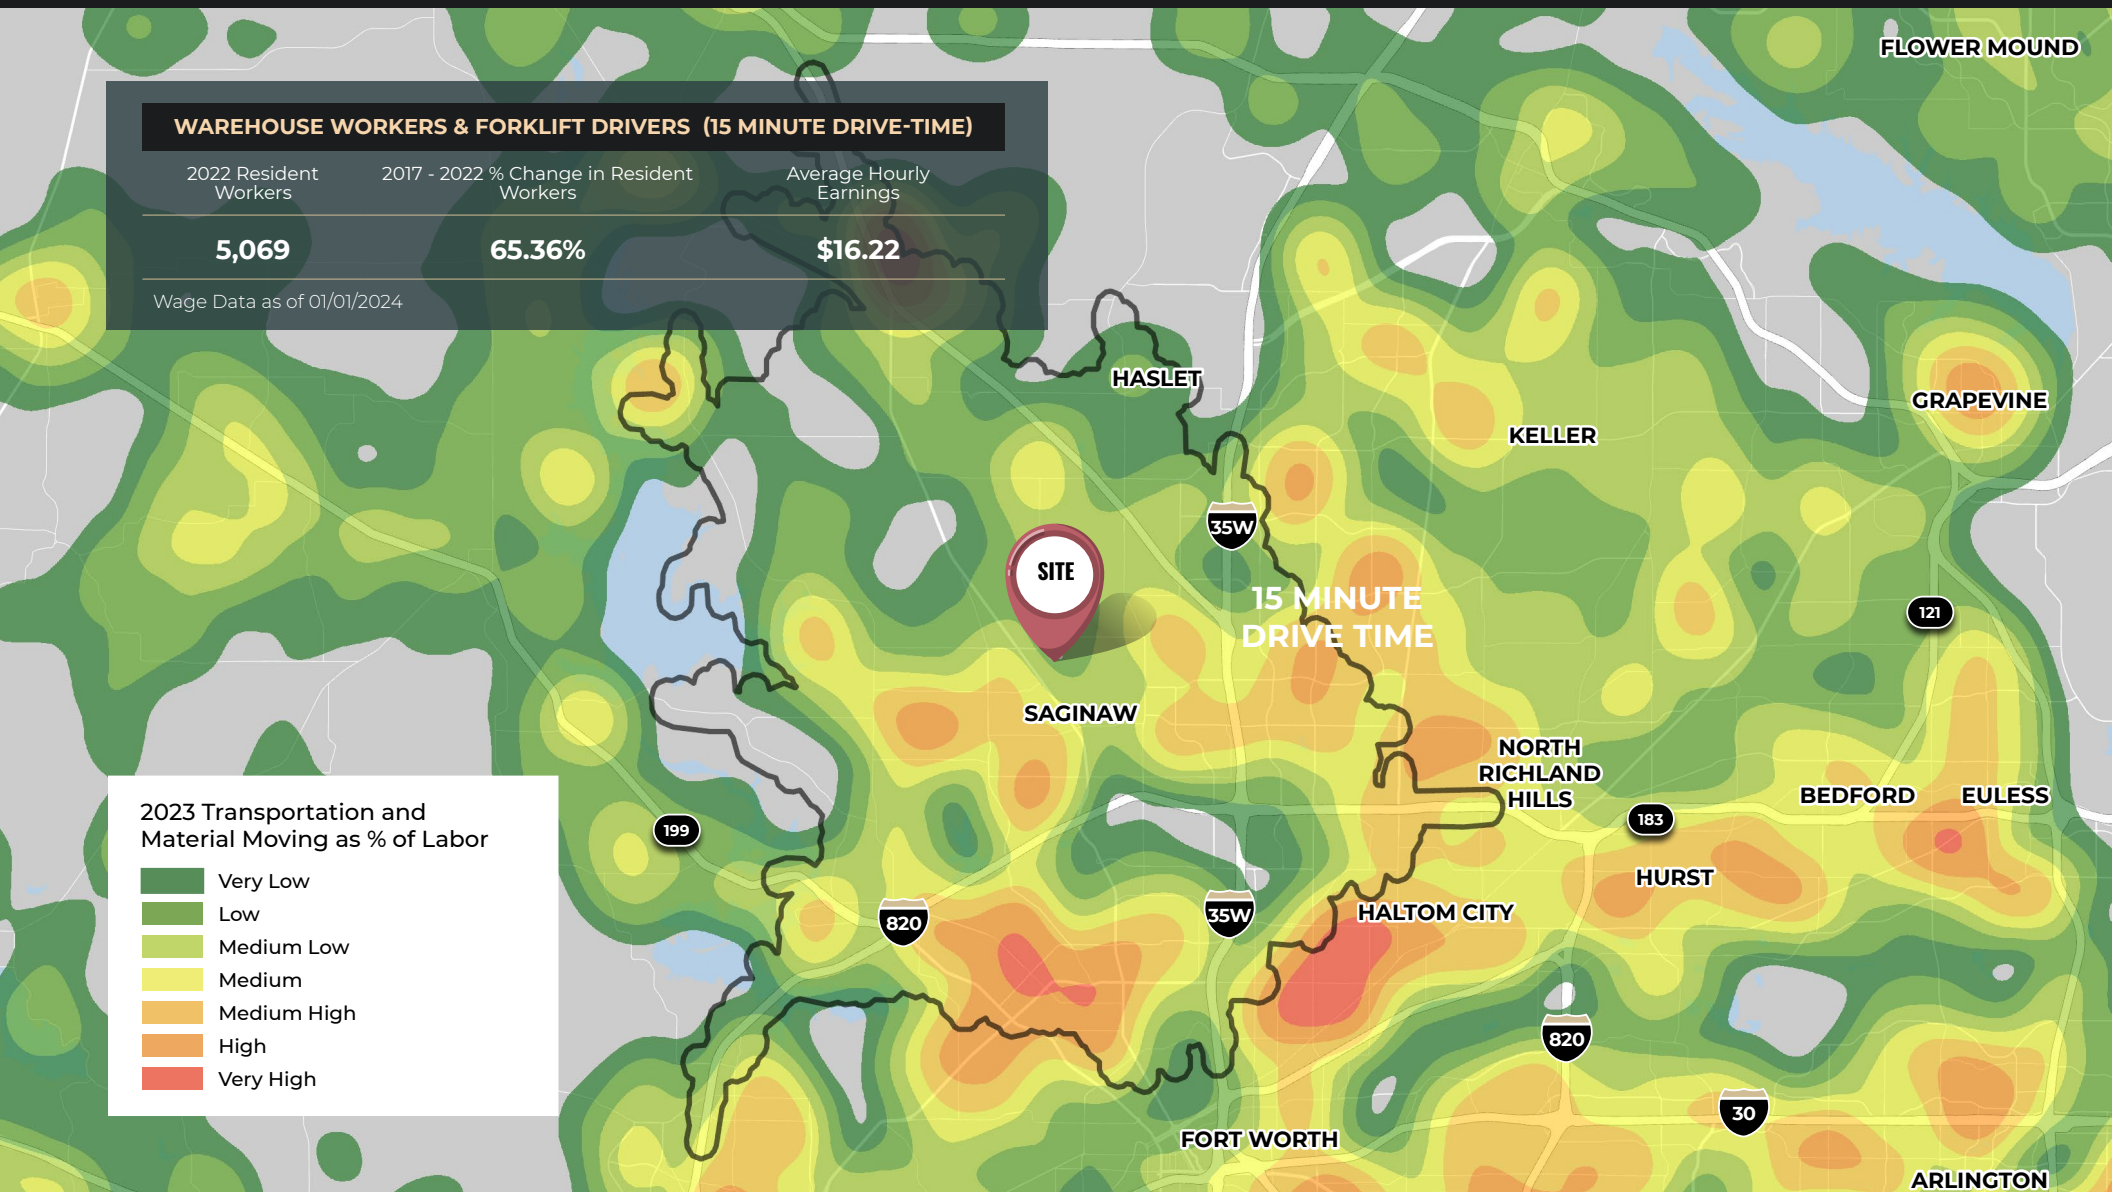 FLOWER MOUND
WAREHOUSE WORKERS & FORKLIFT DRIVERS (15 MINUTE DRIVE-TIME)
2022 Resident
Workers
2017 - 2022 % Change in Resident
Workers
Average Hourly
Earnings
5,069
65.36%
$16.22
Wage Data as of 01/01/2024
HASLET
GRAPEVINE
KELLER
35W
SITE
15 MINUTE
DRIVE TIME
121
SAGINAW
NORTH
RICHLAND
HILLS
BEDFORD
EULESS
183
199
HURST
35W
HALTOM CITY
820
820
30
FORT WORTH
ARLINGTON
2023 Transportation and
Material Moving as % of Labor
Very Low
Low
Medium Low
Medium
Medium High
High
Very High